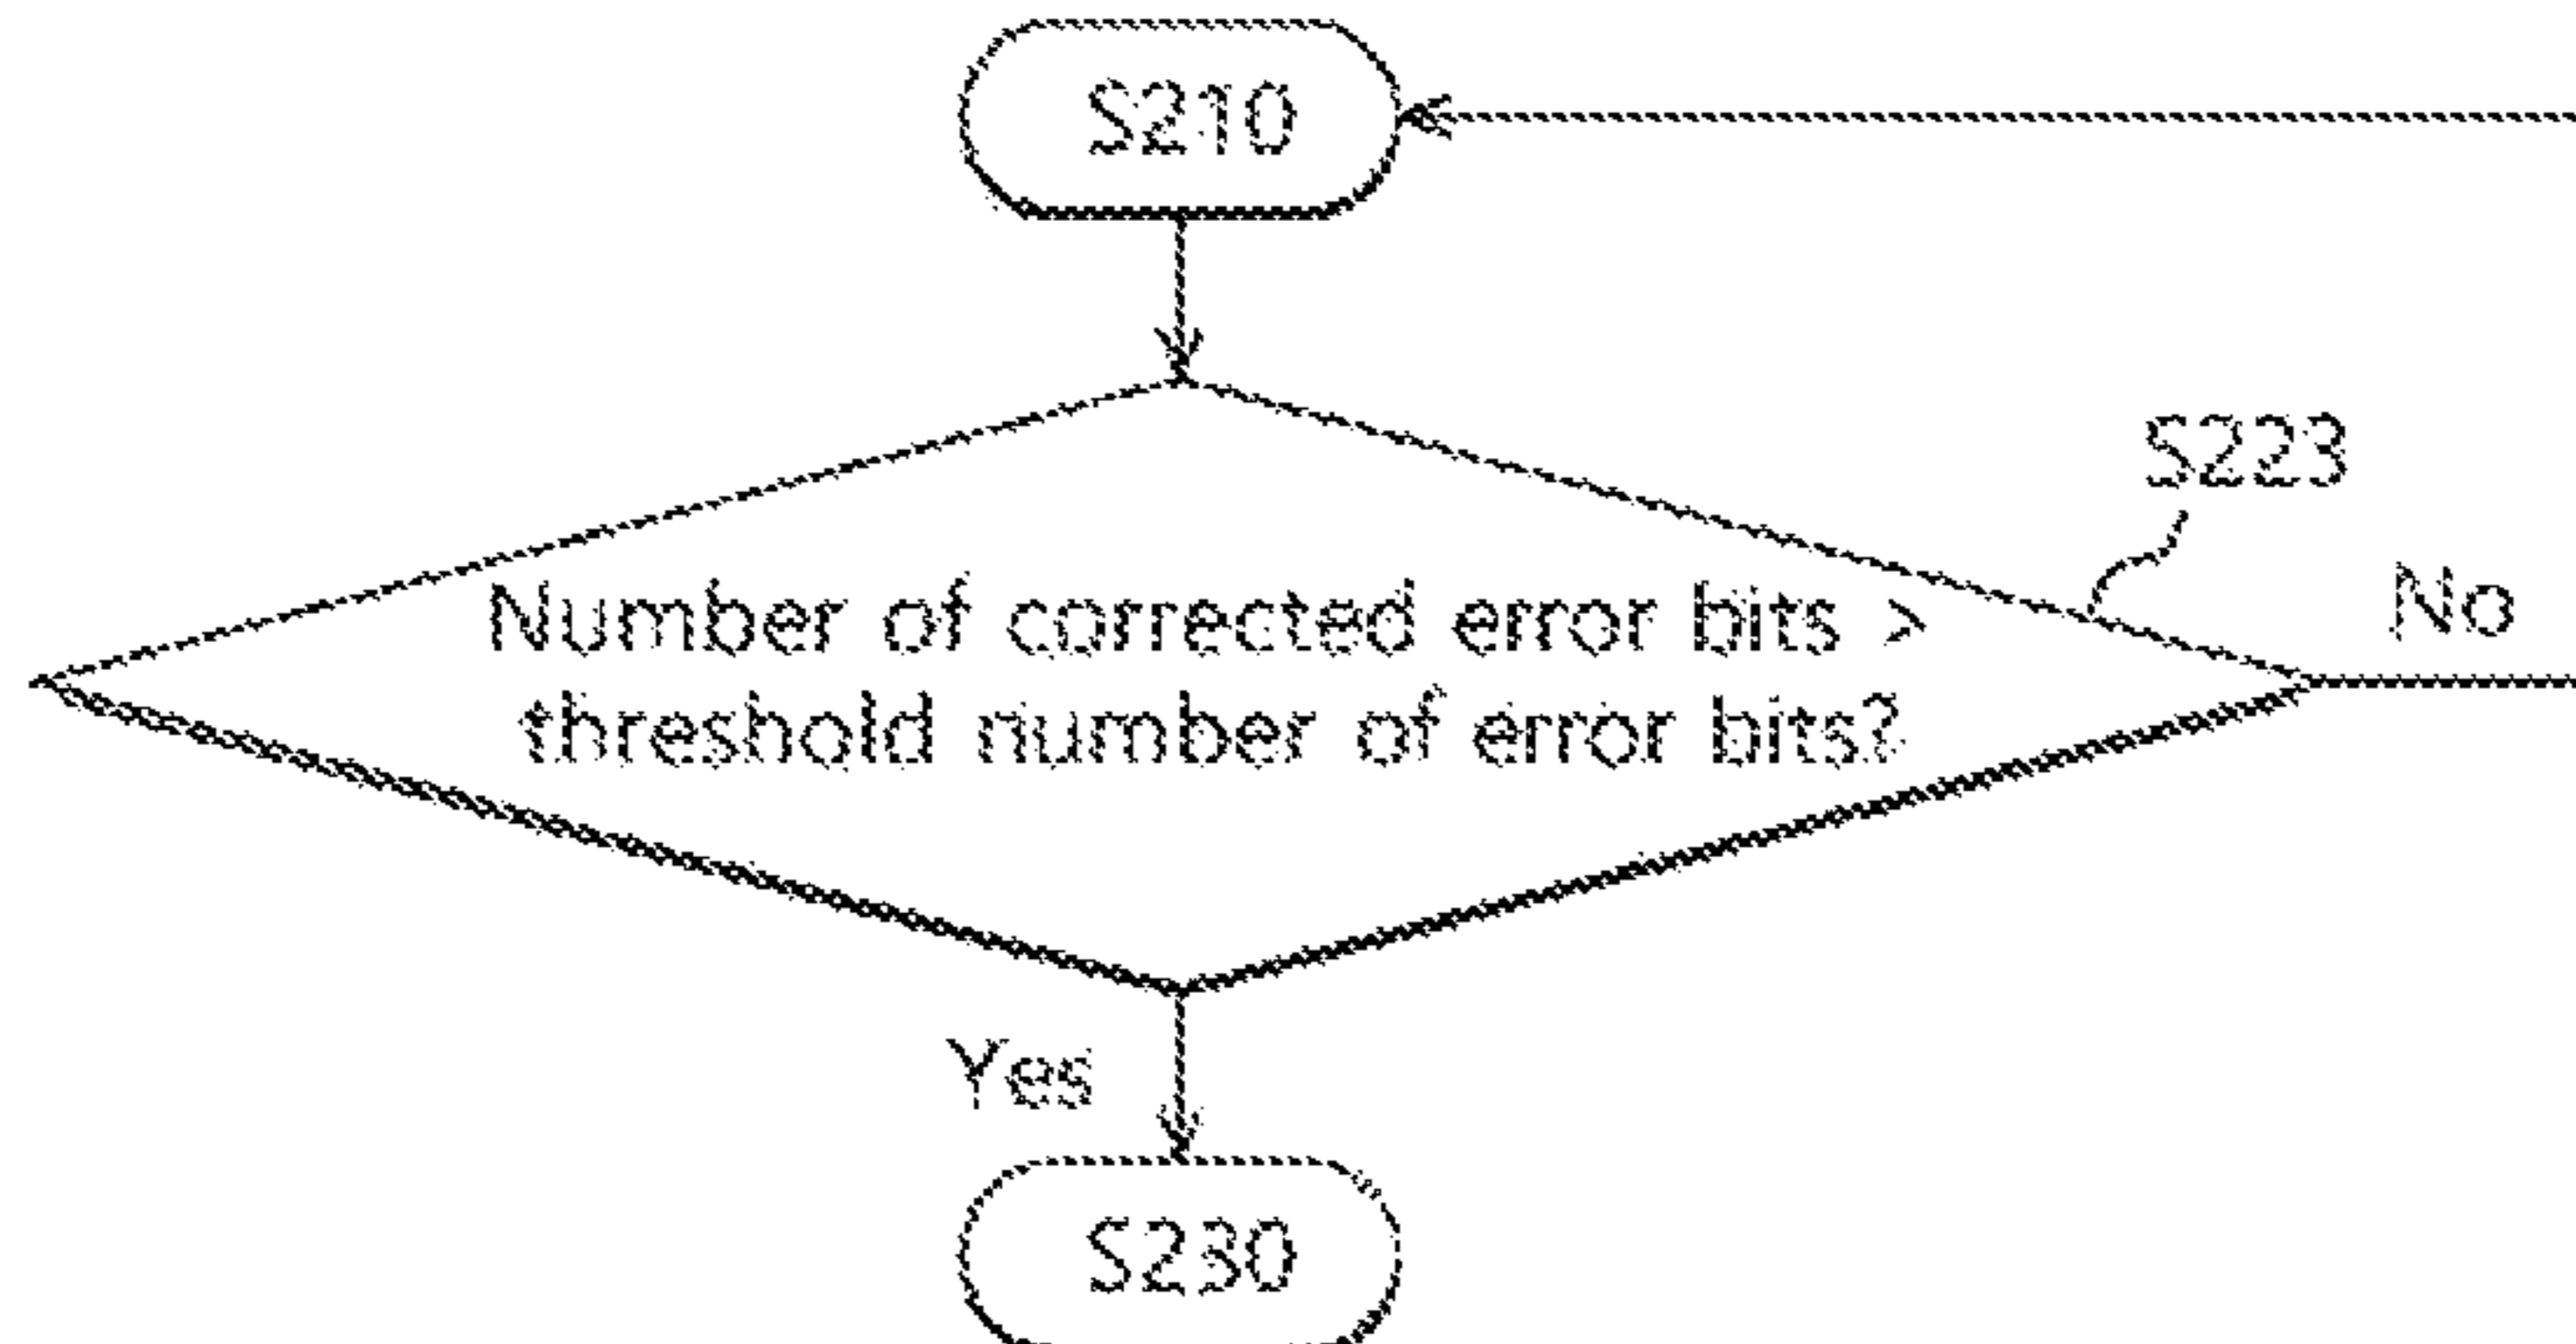 S210
S223
No
Number of corrected error bits >
threshold number of error bits?
Yes
S230